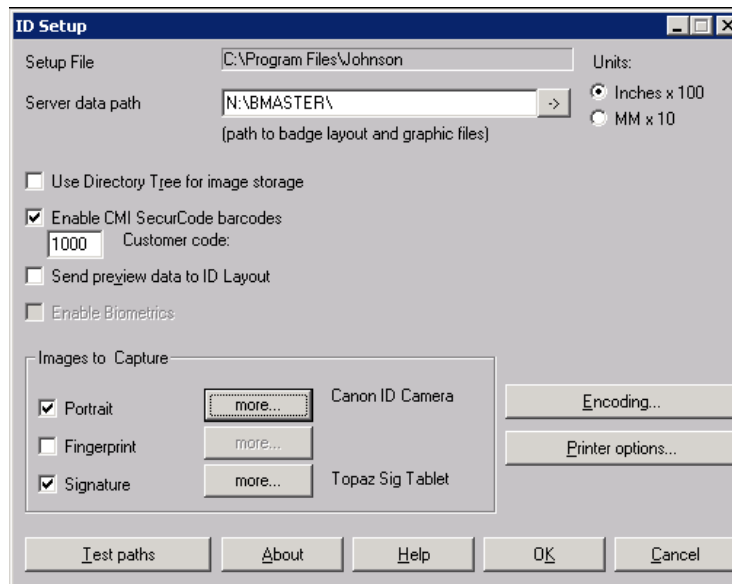 ID Setup
Setup File C:\Program Files\Johnson Units:
Server data path N:\BMASTER\ -> Inches x 100
(path to badge layout and graphic files) MM x 10
Use Directory Tree for image storage
Enable CMI SecurCode barcodes
1000 Customer code:
Send preview data to ID Layout
Enable Biometrics
Images to Capture
Portrait more... Canon ID Camera Encoding...
Fingerprint more... Printer options...
Signature more... Topaz Sig Tablet
Test paths About Help OK Cancel